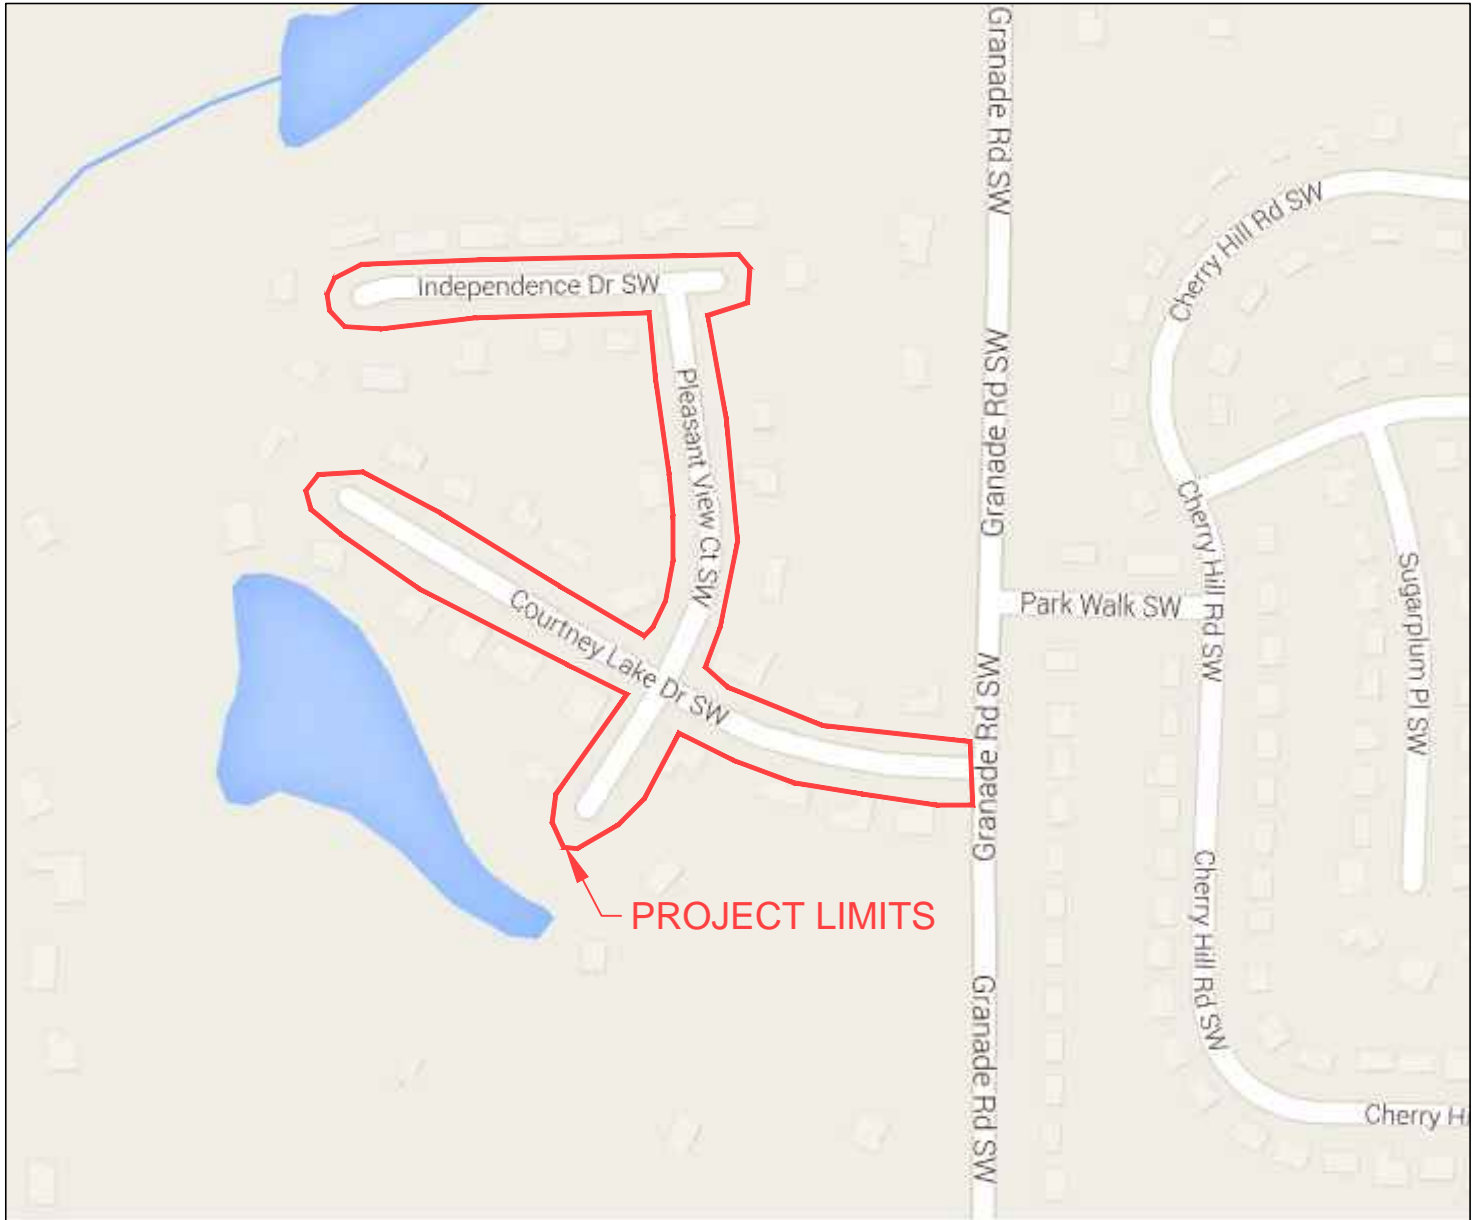 Granade Rd SW
Cherry Hill Rd SW
Independence Dr SW
Granade Rd SW
Pleasant View Ct SW
Cherry Hill Rd SW
Sugarplum Pl SW
Courtney Lake Dr SW
Park Walk SW
Granade Rd SW
Cherry Hill Rd SW
PROJECT LIMITS
Granade Rd SW
Cherry Hi